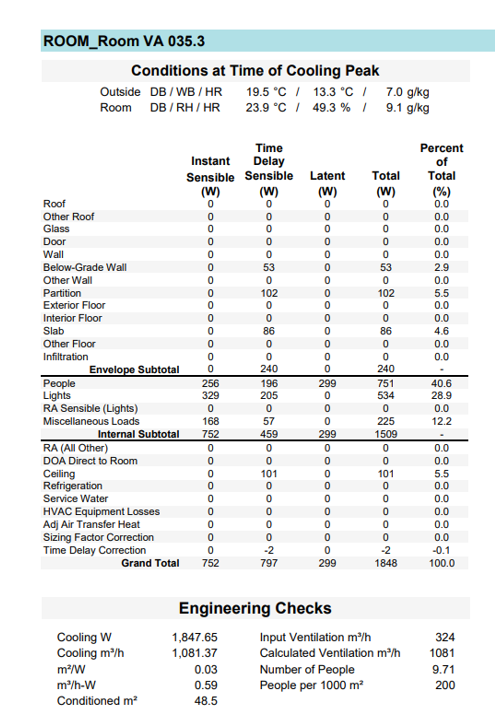 ROOM_Room VA 035.3
Conditions at Time of Cooling Peak
Outside DB / WB / HR 19.5 °C / 13.3 °C / 7.0 g/kg
Room DB / RH / HR 23.9 °C / 49.3 % / 9.1 g/kg
Time Percent
Instant Delay of
Sensible Sensible Latent Total Total
(W) (W) (W) (W) (%)
Roof 0 0 0 0 0.0
Other Roof 0 0 0 0 0.0
Glass 0 0 0 0 0.0
Door 0 0 0 0 0.0
Wall 0 0 0 0 0.0
Below-Grade Wall 0 53 0 53 2.9
Other Wall 0 0 0 0 0.0
Partition 0 102 0 102 5.5
Exterior Floor 0 0 0 0 0.0
Interior Floor 0 0 0 0 0.0
Slab 0 86 0 86 4.6
Other Floor 0 0 0 0 0.0
Infiltration 0 0 0 0 0.0
Envelope Subtotal 0 240 0 240 -
People 256 196 299 751 40.6
Lights 329 205 0 534 28.9
RA Sensible (Lights) 0 0 0 0 0.0
Miscellaneous Loads 168 57 0 225 12.2
Internal Subtotal 752 459 299 1509 -
RA (All Other) 0 0 0 0 0.0
DOA Direct to Room 0 0 0 0 0.0
Ceiling 0 101 0 101 5.5
Refrigeration 0 0 0 0 0.0
Service Water 0 0 0 0 0.0
HVAC Equipment Losses 0 0 0 0 0.0
Adj Air Transfer Heat 0 0 0 0 0.0
Sizing Factor Correction 0 0 0 0 0.0
Time Delay Correction 0 -2 0 -2 -0.1
Grand Total 752 797 299 1848 100.0
Engineering Checks
Cooling W 1,847.65 Input Ventilation m³/h 324
Cooling m³/h 1,081.37 Calculated Ventilation m³/h 1081
m²/W 0.03 Number of People 9.71
m³/h-W 0.59 People per 1000 m² 200
Conditioned m² 48.5